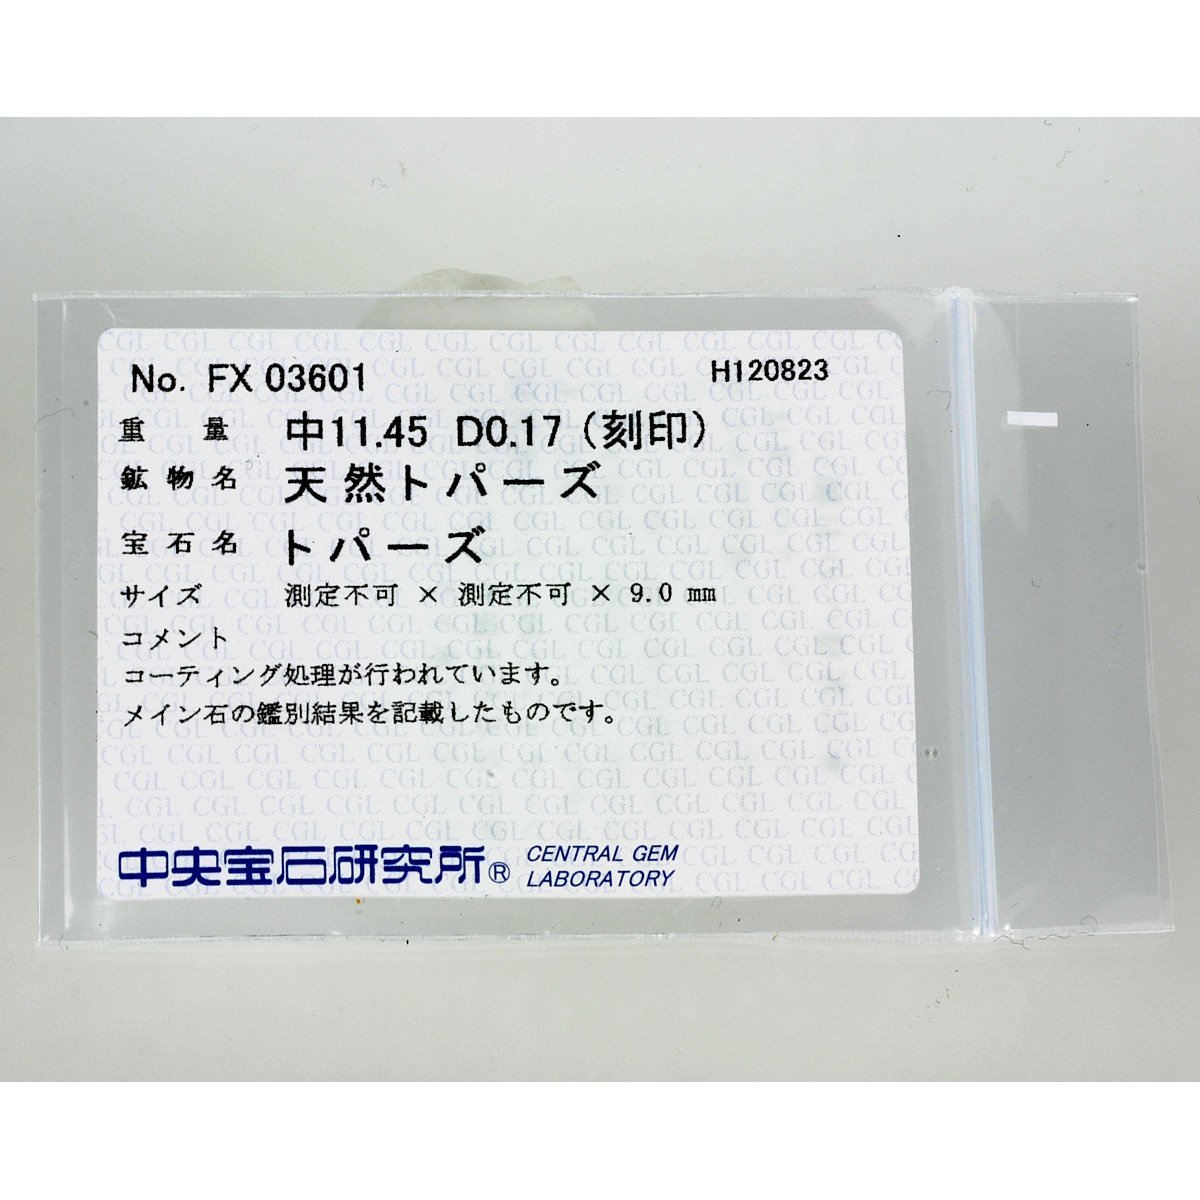 No. FX 03601 H120823
重量 中11.45 D0.17 (刻印)
鉱物名 天然トパーズ
宝石名 トパーズ
サイズ 測定不可 × 測定不可 × 9.0 mm
コメント
コーティング処理が行われています。
メイン石の鑑別結果を記載したものです。
中央宝石研究所® CENTRAL GEM
LABORATORY